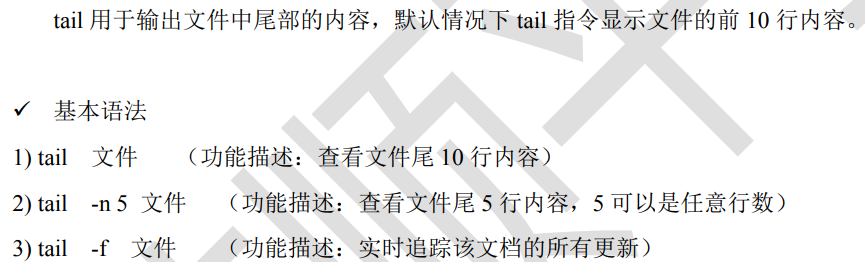 tail 用于输出文件中尾部的内容，默认情况下 tail 指令显示文件的前 10 行内容。
✓ 基本语法
1) tail 文件 （功能描述：查看文件尾 10 行内容）
2) tail -n 5 文件 （功能描述：查看文件尾 5 行内容，5 可以是任意行数）
3) tail -f 文件 （功能描述：实时追踪该文档的所有更新）